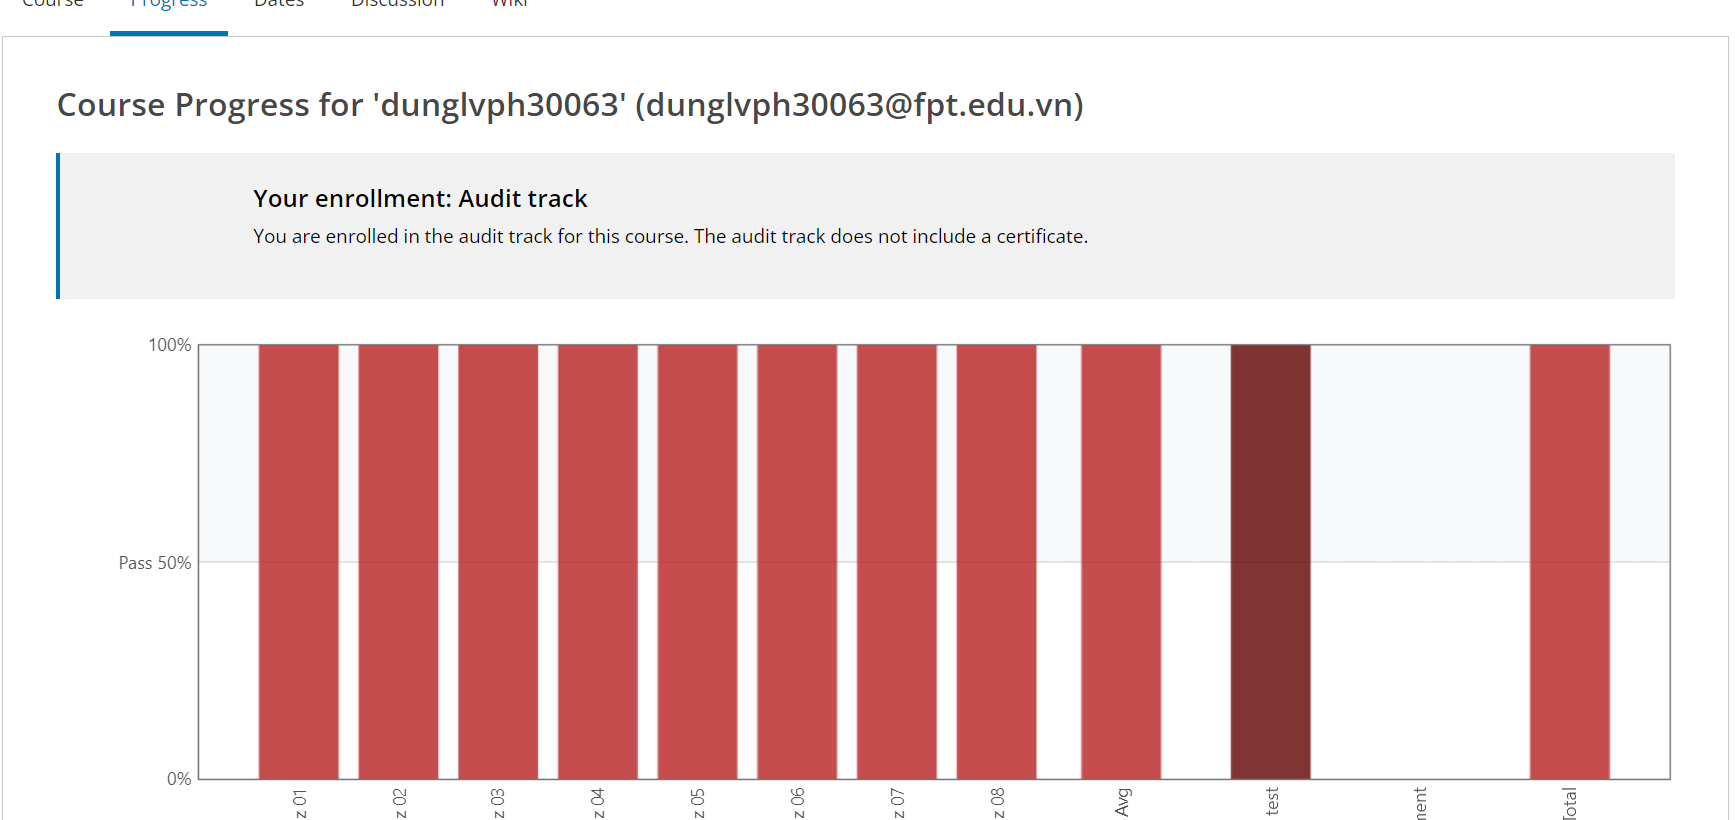 Course Progress Dates Discussion Wiki
Course Progress for 'dunglvph30063' (dunglvph30063@fpt.edu.vn)
Your enrollment: Audit track
You are enrolled in the audit track for this course. The audit track does not include a certificate.
100%
Pass 50%
0%
z 01
z 02
z 03
z 04
z 05
z 06
z 07
z 08
Avg
test
nent
Total